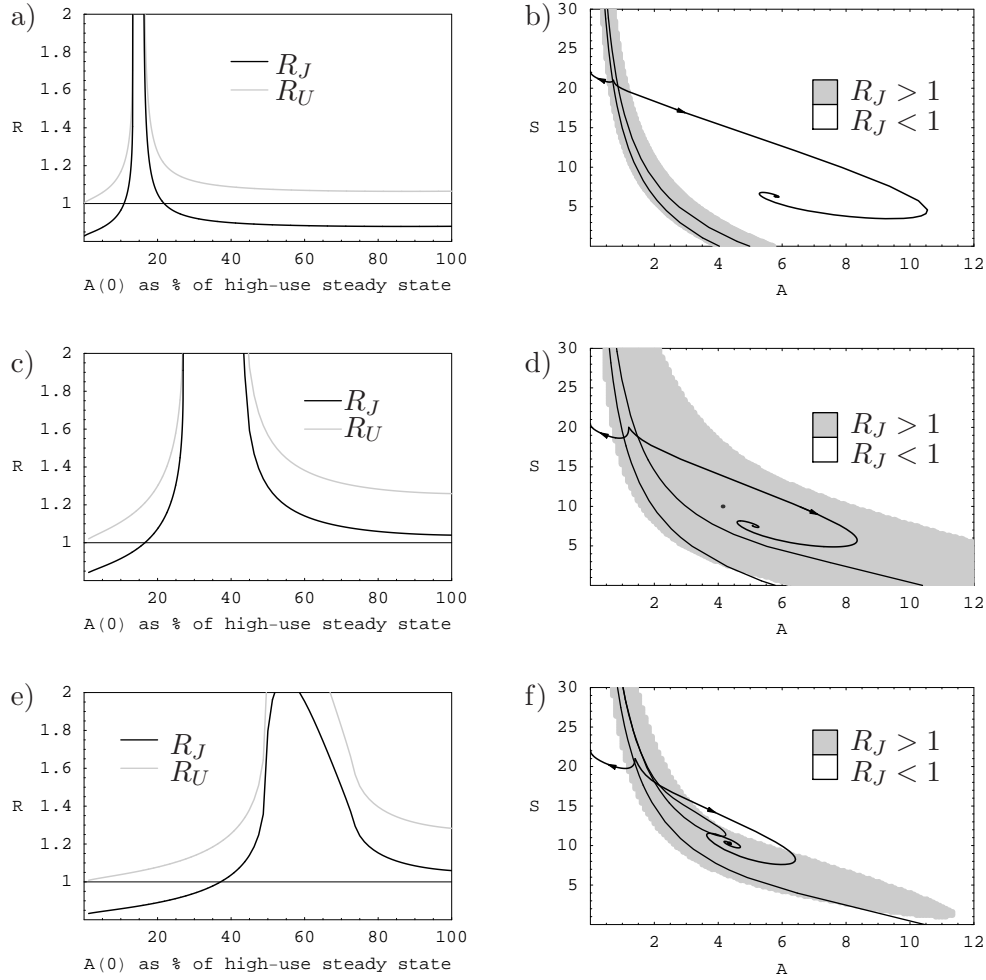 a)
2
1.8
1.6
1.4
1.2
1
R
R_J
R_U
20 40 60 80 100
A(0) as % of high-use steady state
b)
30
25
20
15
10
5
S
R_J > 1
R_J < 1
2 4 6 8 10 12
A
c)
2
1.8
1.6
1.4
1.2
1
R
R_J
R_U
20 40 60 80 100
A(0) as % of high-use steady state
d)
30
25
20
15
10
5
S
R_J > 1
R_J < 1
2 4 6 8 10 12
A
e)
2
1.8
1.6
1.4
1.2
1
R
R_J
R_U
20 40 60 80 100
A(0) as % of high-use steady state
f)
30
25
20
15
10
5
S
R_J > 1
R_J < 1
2 4 6 8 10 12
A